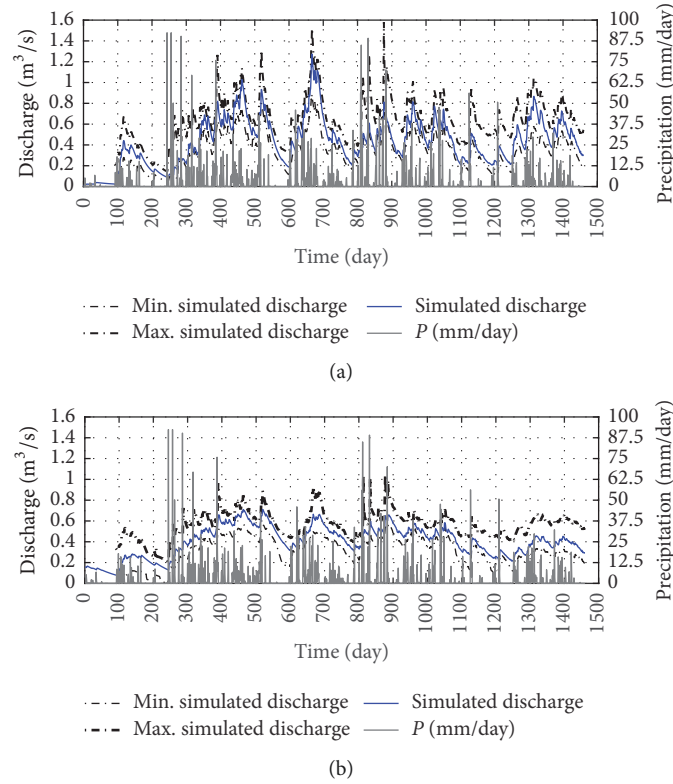 1.6
1.4
1.2
1
0.8
0.6
0.4
0.2
0
Discharge (m³/s)
100
87.5
75
62.5
50
37.5
25
12.5
0
Precipitation (mm/day)
0 100 200 300 400 500 600 700 800 900 1000 1100 1200 1300 1400 1500
Time (day)
Min. simulated discharge
Simulated discharge
Max. simulated discharge
P (mm/day)
(a)
1.6
1.4
1.2
1
0.8
0.6
0.4
0.2
0
Discharge (m³/s)
100
87.5
75
62.5
50
37.5
25
12.5
0
Precipitation (mm/day)
0 100 200 300 400 500 600 700 800 900 1000 1100 1200 1300 1400 1500
Time (day)
Min. simulated discharge
Simulated discharge
Max. simulated discharge
P (mm/day)
(b)